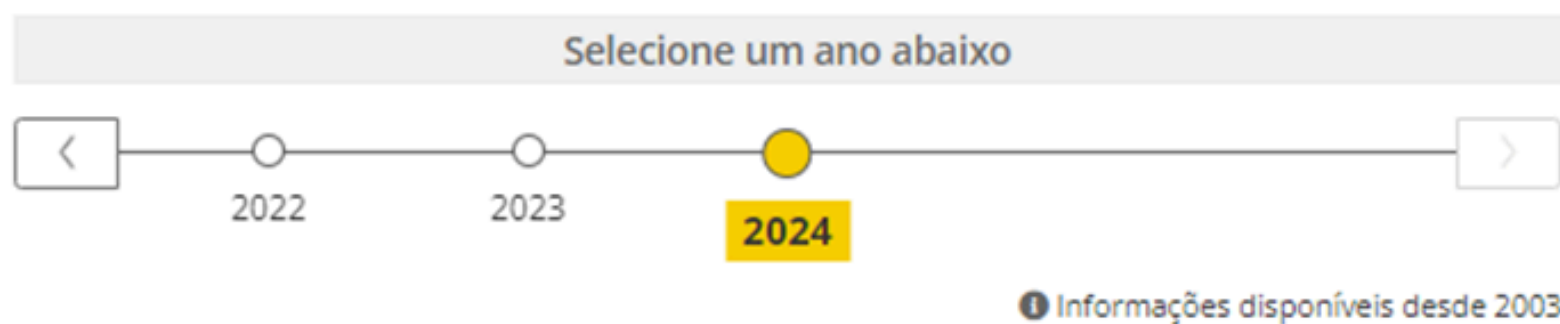 Selecione um ano abaixo
2022
2023
2024
Informações disponíveis desde 2003